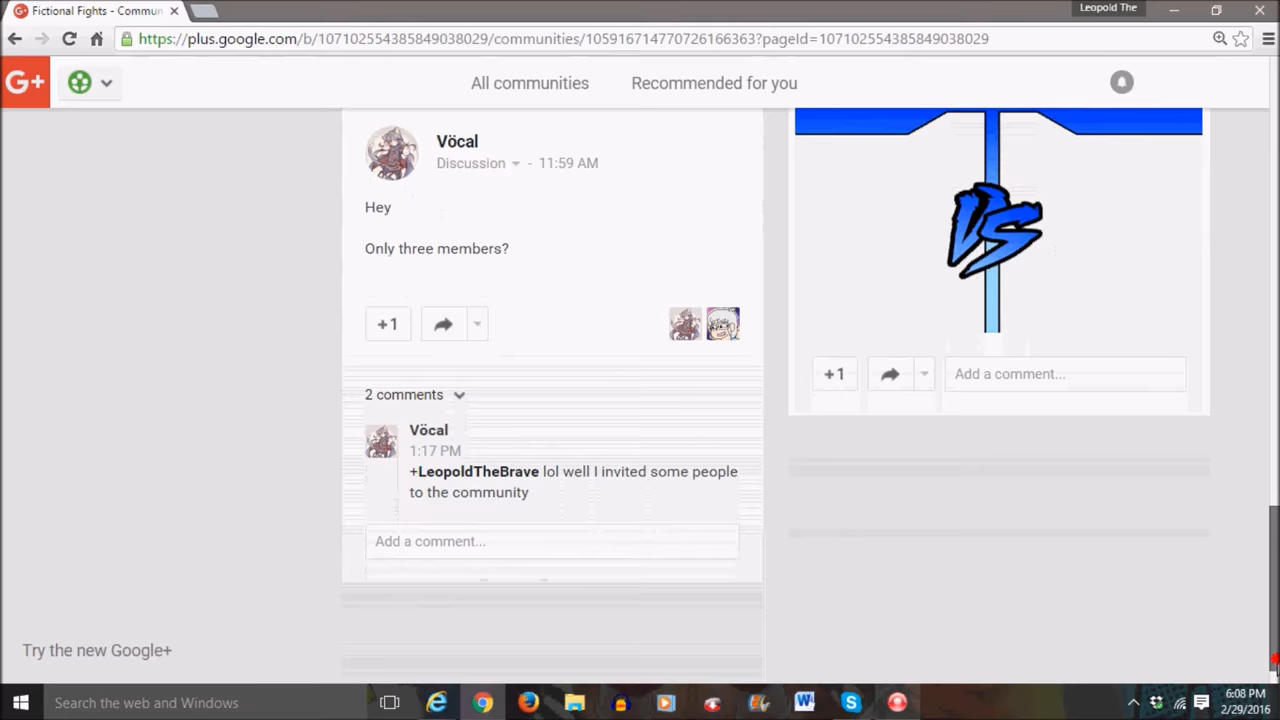 Fictional Fights - Commun
Leopold The
https://plus.google.com/b/107102554385849038029/communities/105916714770726166363?pageId=107102554385849038029
G+
All communities
Recommended for you
Vöcal
Discussion - 11:59 AM
Hey
Only three members?
+1
2 comments
Vöcal
1:17 PM
+LeopoldTheBrave lol well I invited some people
to the community
Add a comment...
VS
+1
Add a comment...
Try the new Google+
Search the web and Windows
6:08 PM
2/29/2016